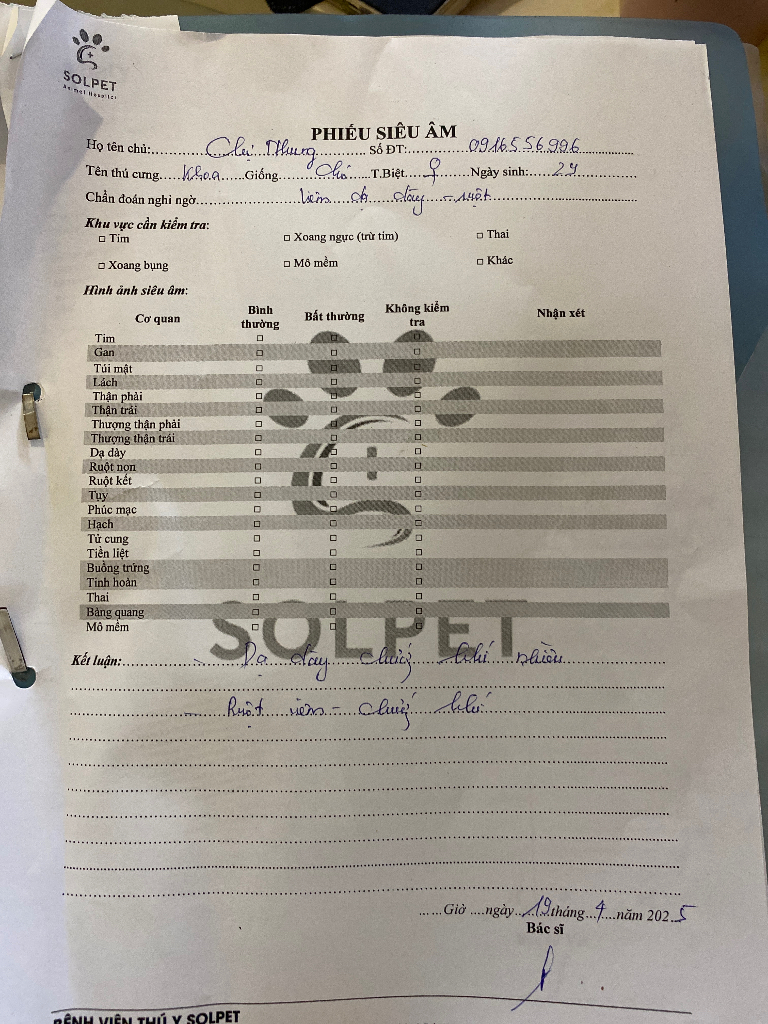 SOLPET
Animal Hospital
PHIẾU SIÊU ÂM
Họ tên chủ: Chị Nhung Số ĐT: 0916556996
Tên thú cưng Khoa Giống Chó T.Biệt ♀ Ngày sinh: 2y
Chẩn đoán nghi ngờ viêm dạ dày - ruột
Khu vực cần kiểm tra:
□ Tim □ Xoang ngực (trừ tim) □ Thai
□ Xoang bụng □ Mô mềm □ Khác
Hình ảnh siêu âm:
Cơ quan Bình thường Bất thường Không kiểm tra Nhận xét
Tim □ □ □
Gan □ □ □
Túi mật □ □ □
Lách □ □ □
Thận phải □ □ □
Thận trái □ □ □
Thượng thận phải □ □ □
Thượng thận trái □ □ □
Dạ dày □ □ □
Ruột non □ □ □
Ruột kết □ □ □
Tụy □ □ □
Phúc mạc □ □ □
Hạch □ □ □
Tử cung □ □ □
Tiền liệt □ □ □
Buồng trứng □ □ □
Tinh hoàn □ □ □
Thai □ □ □
Bàng quang □ □ □
Mô mềm □ □ □
SOLPET
Kết luận: - Dạ dày chướng khí nhiều
- Ruột viêm - chướng khí
Giờ ngày 19 tháng 4 năm 2025
Bác sĩ
BỆNH VIỆN THÚ Y SOLPET